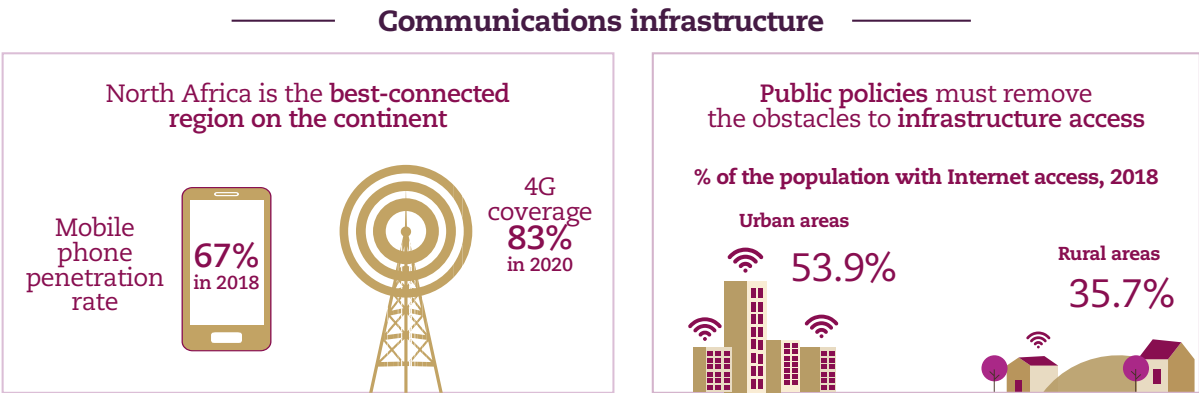 Communications infrastructure
North Africa is the best-connected
region on the continent
Mobile
phone
penetration
rate
67%
in 2018
4G
coverage
83%
in 2020
Public policies must remove
the obstacles to infrastructure access
% of the population with Internet access, 2018
Urban areas
53.9%
Rural areas
35.7%